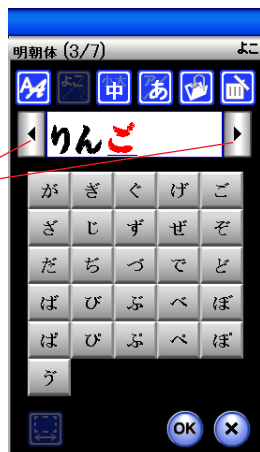 明朝体 (3/7) よこ
よこ 小大中 ア/あ
りんご
が ぎ ぐ げ ご
ざ じ ず ぜ ぞ
だ ぢ づ で ど
ば び ぶ べ ぼ
ぱ ぴ ぷ ぺ ぽ
ゔ
OK ×